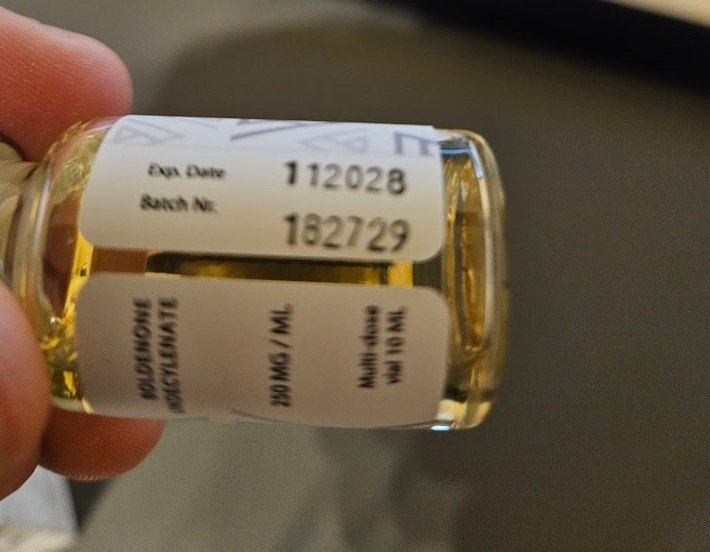 Exp. Date 112028
Batch Nr. 182729
BOLDENONE
UNDECYLENATE
250 MG / ML
Multi-dose
vial 10 ML